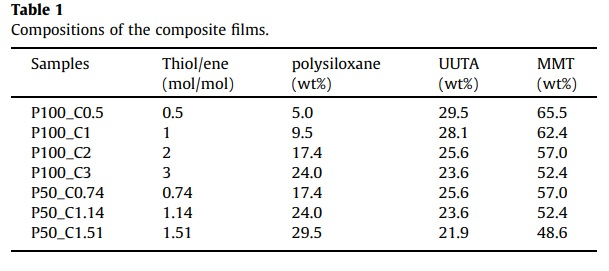 Table 1
Compositions of the composite films.
Samples Thiol/ene polysiloxane UUTA MMT
(mol/mol) (wt%) (wt%) (wt%)
P100_C0.5 0.5 5.0 29.5 65.5
P100_C1 1 9.5 28.1 62.4
P100_C2 2 17.4 25.6 57.0
P100_C3 3 24.0 23.6 52.4
P50_C0.74 0.74 17.4 25.6 57.0
P50_C1.14 1.14 24.0 23.6 52.4
P50_C1.51 1.51 29.5 21.9 48.6